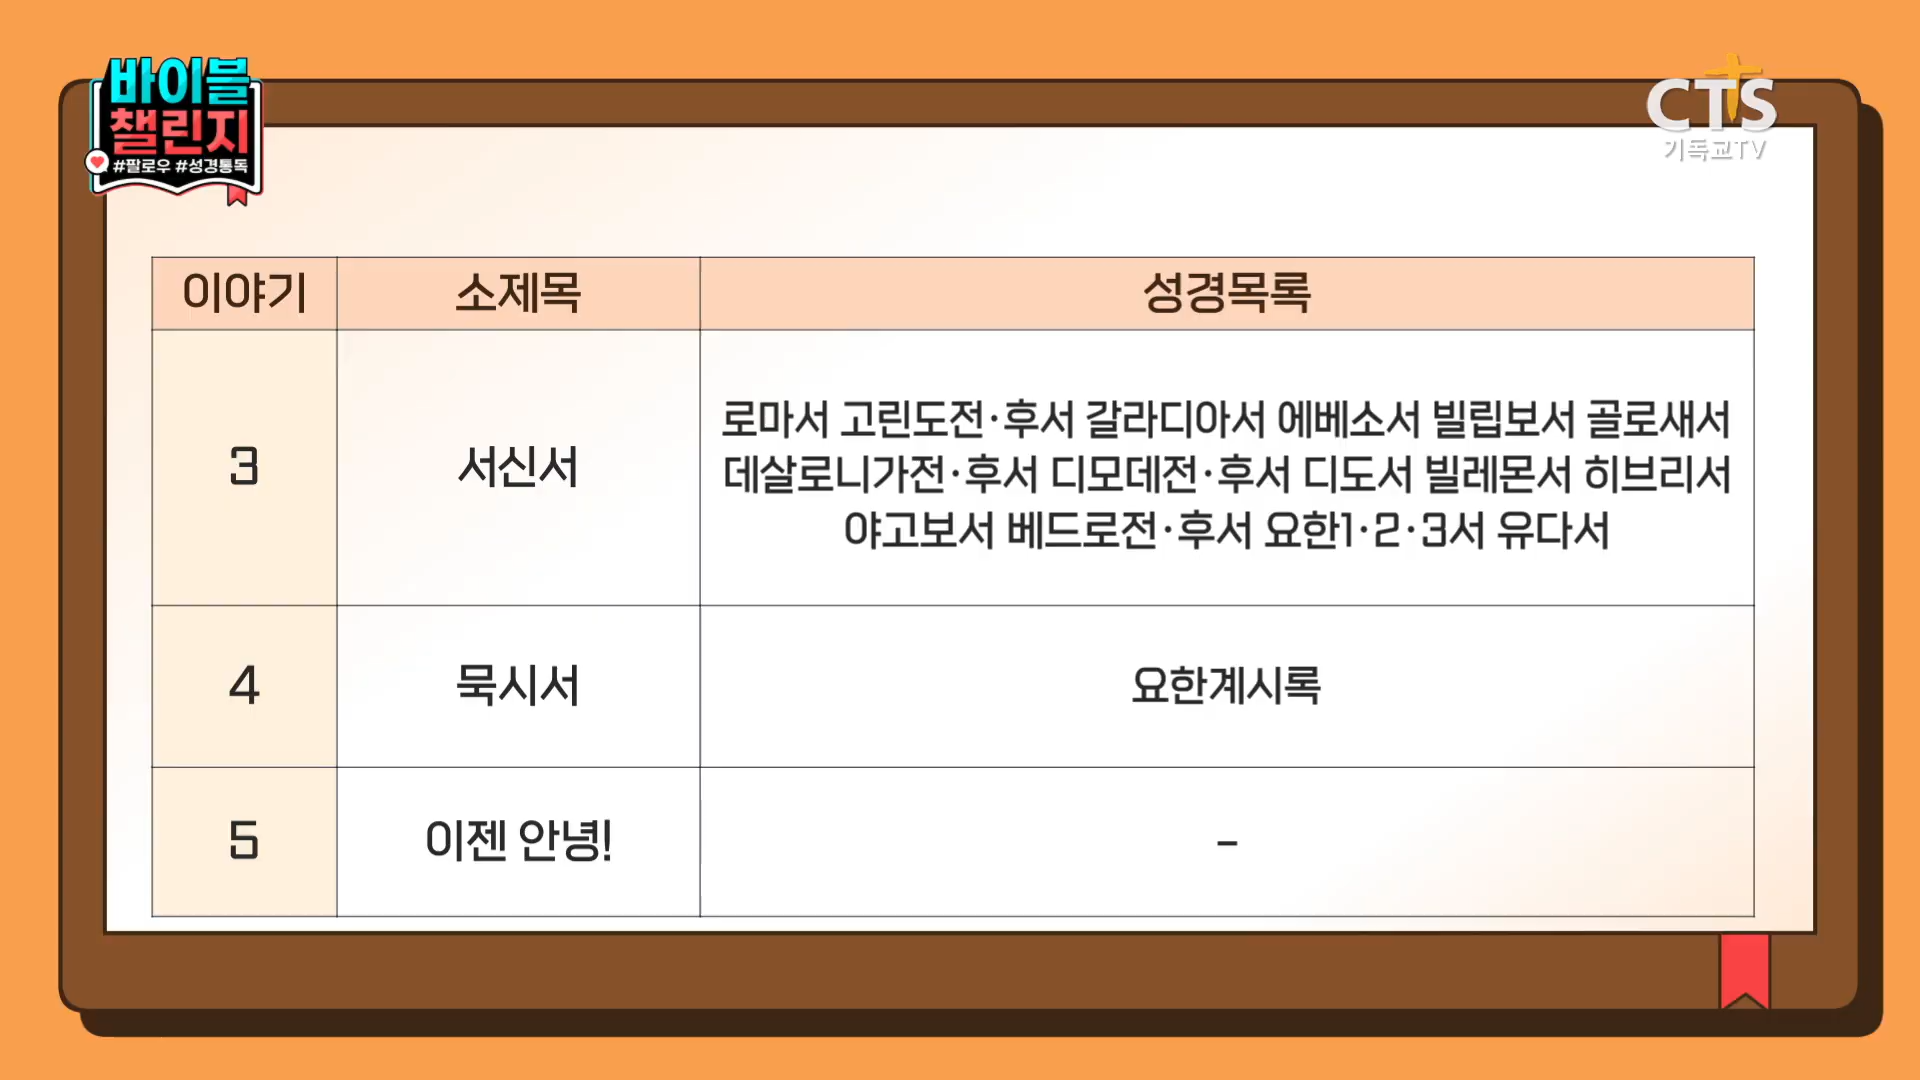 바이블
챌린지
#팔로우 #성경통독
CTS
기독교TV
이야기 소제목 성경목록
3 서신서
로마서 고린도전·후서 갈라디아서 에베소서 빌립보서 골로새서
데살로니가전·후서 디모데전·후서 디도서 빌레몬서 히브리서
야고보서 베드로전·후서 요한1·2·3서 유다서
4 묵시서 요한계시록
5 이젠 안녕! -